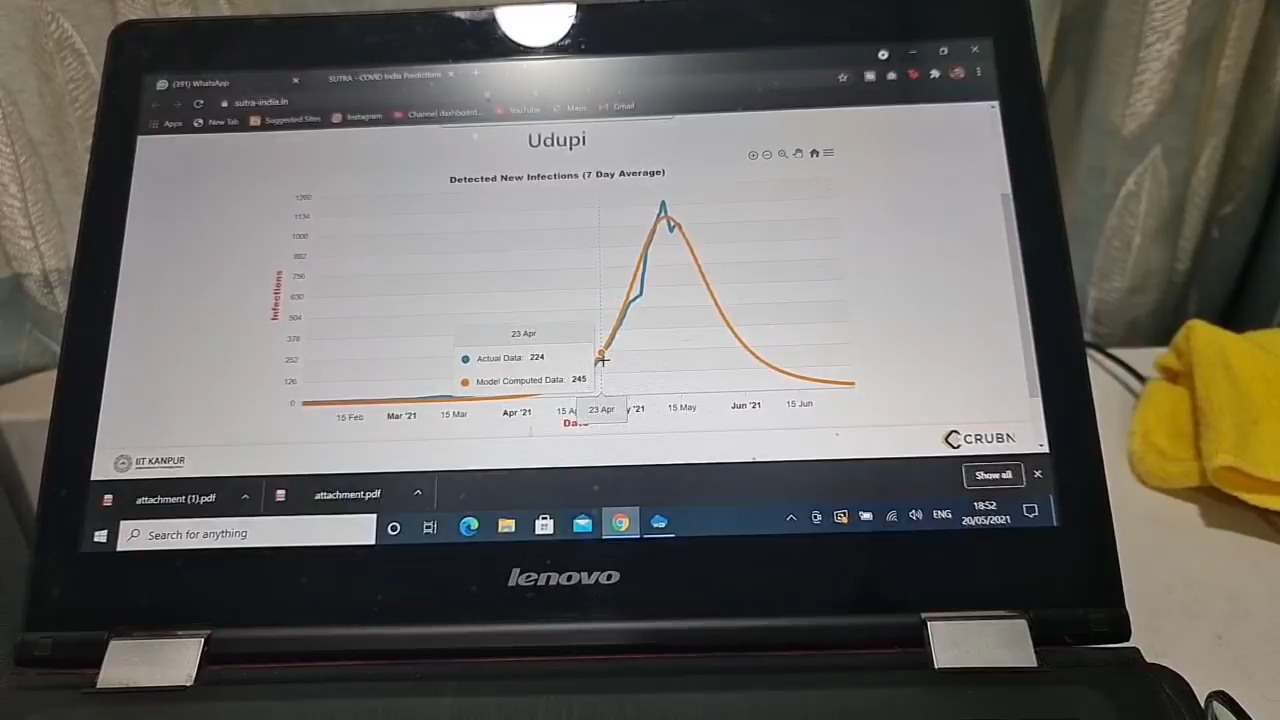 (391) WhatsApp
SUTRA - COVID India Predictions
sutra-india.in
Apps New Tab Suggested Sites Instagram Channel dashboard... YouTube Maps Gmail
Udupi
Detected New Infections (7 Day Average)
1260
1134
1008
882
756
630
504
378
252
126
0
Infections
23 Apr
Actual Data: 224
Model Computed Data: 245
15 Feb Mar '21 15 Mar Apr '21 15 Ap 23 Apr y '21 15 May Jun '21 15 Jun
Da
IIT KANPUR
CRUBN
attachment (1).pdf attachment.pdf Show all
Search for anything
ENG
18:52
20/05/2021
lenovo